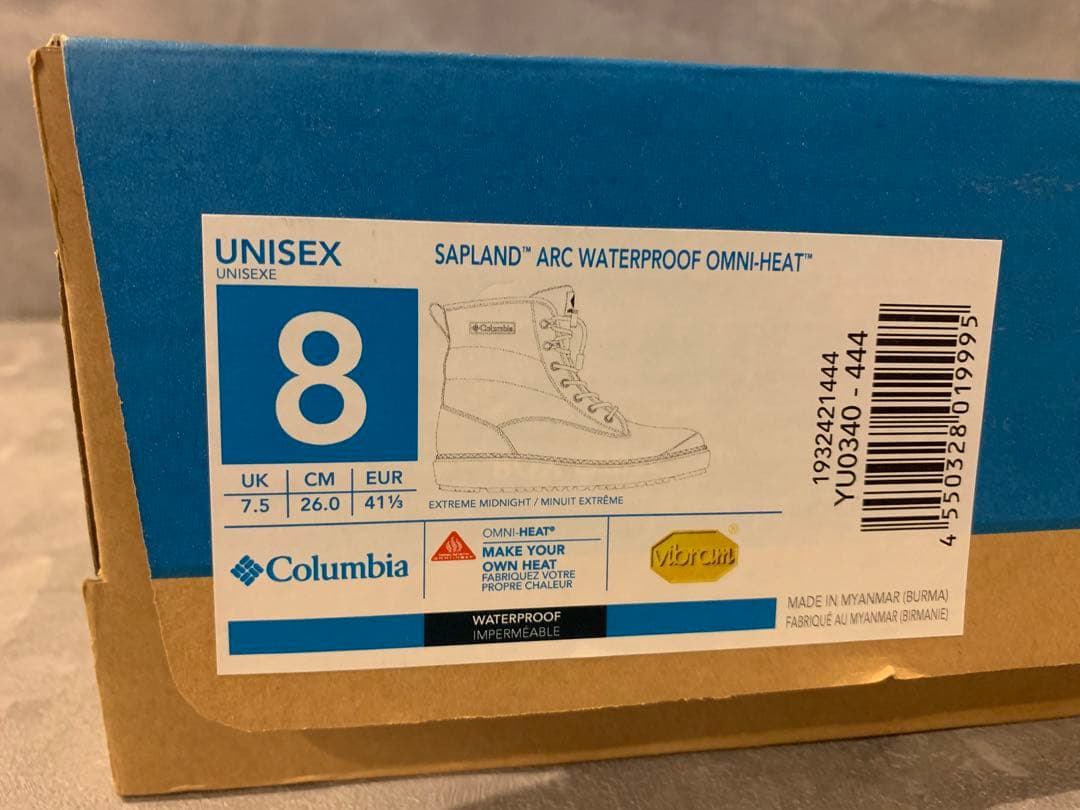 UNISEX
UNISEXE
8
UK CM EUR
7.5 26.0 41⅓
SAPLAND™ ARC WATERPROOF OMNI-HEAT™
Columbia
EXTREME MIDNIGHT / MINUIT EXTRÊME
1932421444
YU0340 - 444
4 550328 019995
Columbia
OMNI-HEAT®
MAKE YOUR
OWN HEAT
FABRIQUEZ VOTRE
PROPRE CHALEUR
vibram®
WATERPROOF
IMPERMÉABLE
MADE IN MYANMAR (BURMA)
FABRIQUÉ AU MYANMAR (BIRMANIE)